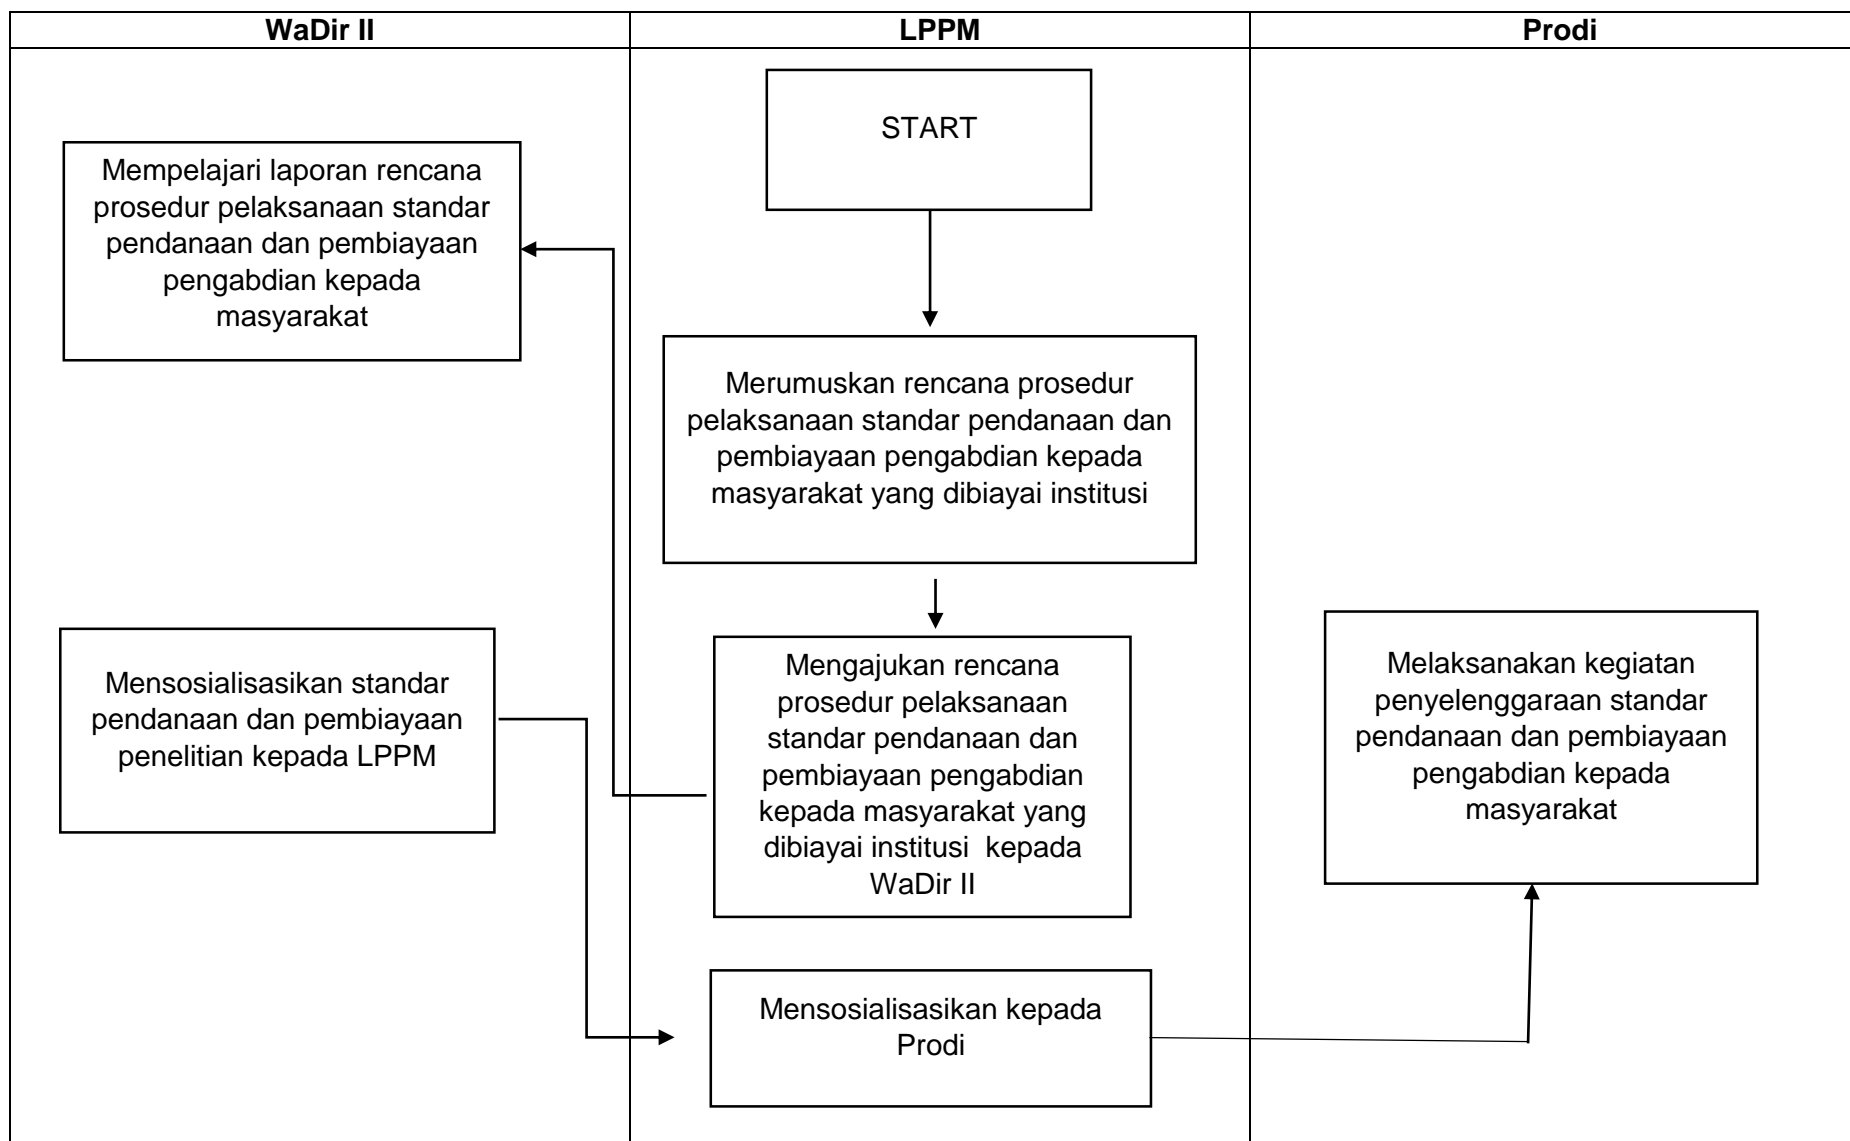 WaDir II
LPPM
Prodi
START
Mempelajari laporan rencana
prosedur pelaksanaan standar
pendanaan dan pembiayaan
pengabdian kepada
masyarakat
Merumuskan rencana prosedur
pelaksanaan standar pendanaan dan
pembiayaan pengabdian kepada
masyarakat yang dibiayai institusi
Mengajukan rencana
prosedur pelaksanaan
standar pendanaan dan
pembiayaan pengabdian
kepada masyarakat yang
dibiayai institusi  kepada
WaDir II
Mensosialisasikan standar
pendanaan dan pembiayaan
penelitian kepada LPPM
Mensosialisasikan kepada
Prodi
Melaksanakan kegiatan
penyelenggaraan standar
pendanaan dan pembiayaan
pengabdian kepada
masyarakat